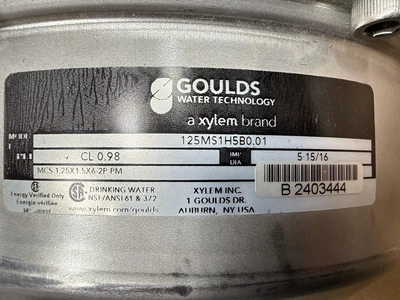 GOULDS
WATER TECHNOLOGY
a xylem brand
125MS1H5B0.01
CL 0.98
IMP DIA
5-15/16
MCS 1.25X1.5X6-2P PM
B 2403444
Energy Verified Only
Énergie vérifiée
DRINKING WATER
NSF/ANSI 61 & 372
www.xylem.com/goulds
XYLEM INC.
1 GOULDS DR.
AUBURN, NY USA